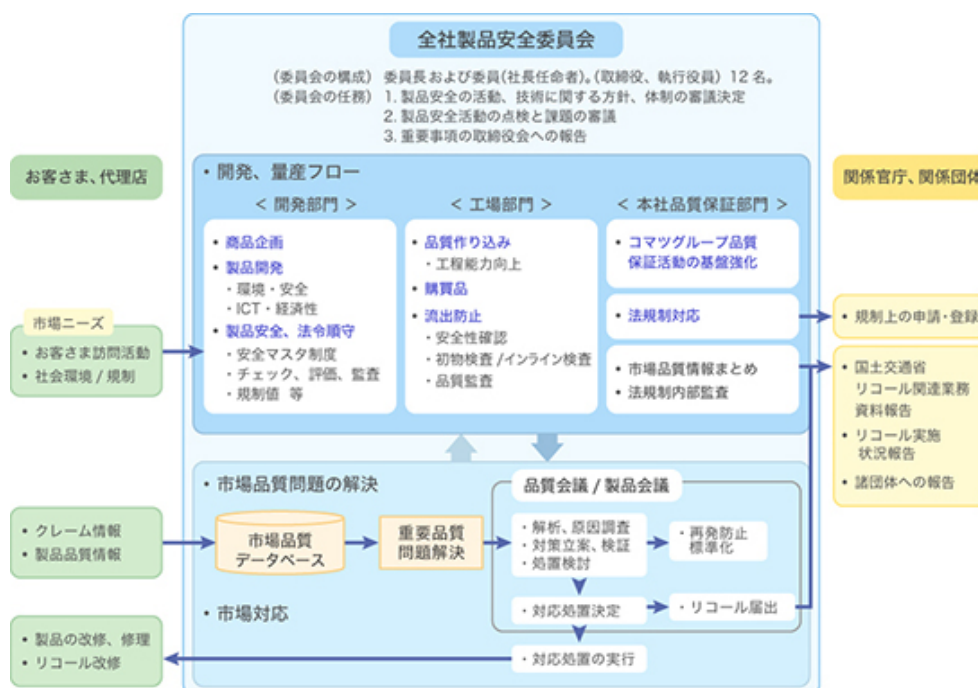 全社製品安全委員会
(委員会の構成) 委員長および委員(社長任命者)。(取締役、執行役員) 12 名。
(委員会の任務) 1. 製品安全の活動、技術に関する方針、体制の審議決定
2. 製品安全活動の点検と課題の審議
3. 重要事項の取締役会への報告
お客さま、代理店
関係官庁、関係団体
・開発、量産フロー
< 開発部門 >
• 商品企画
• 製品開発
・環境・安全
・ICT・経済性
• 製品安全、法令順守
・安全マスタ制度
・チェック、評価、監査
・規制値 等
< 工場部門 >
• 品質作り込み
・工程能力向上
• 購買品
• 流出防止
・安全性確認
・初物検査 /インライン検査
・品質監査
< 本社品質保証部門 >
• コマツグループ品質
保証活動の基盤強化
• 法規制対応
• 市場品質情報まとめ
• 法規制内部監査
市場ニーズ
• お客さま訪問活動
• 社会環境 / 規制
• 規制上の申請・登録
• 国土交通省
リコール関連業務
資料報告
• リコール実施
状況報告
• 諸団体への報告
・市場品質問題の解決
• クレーム情報
• 製品品質情報
市場品質
データベース
重要品質
問題解決
品質会議 / 製品会議
・解析、原因調査
・対策立案、検証
・処置検討
・再発防止
標準化
・対応処置決定
・リコール届出
・市場対応
・対応処置の実行
• 製品の改修、修理
• リコール改修